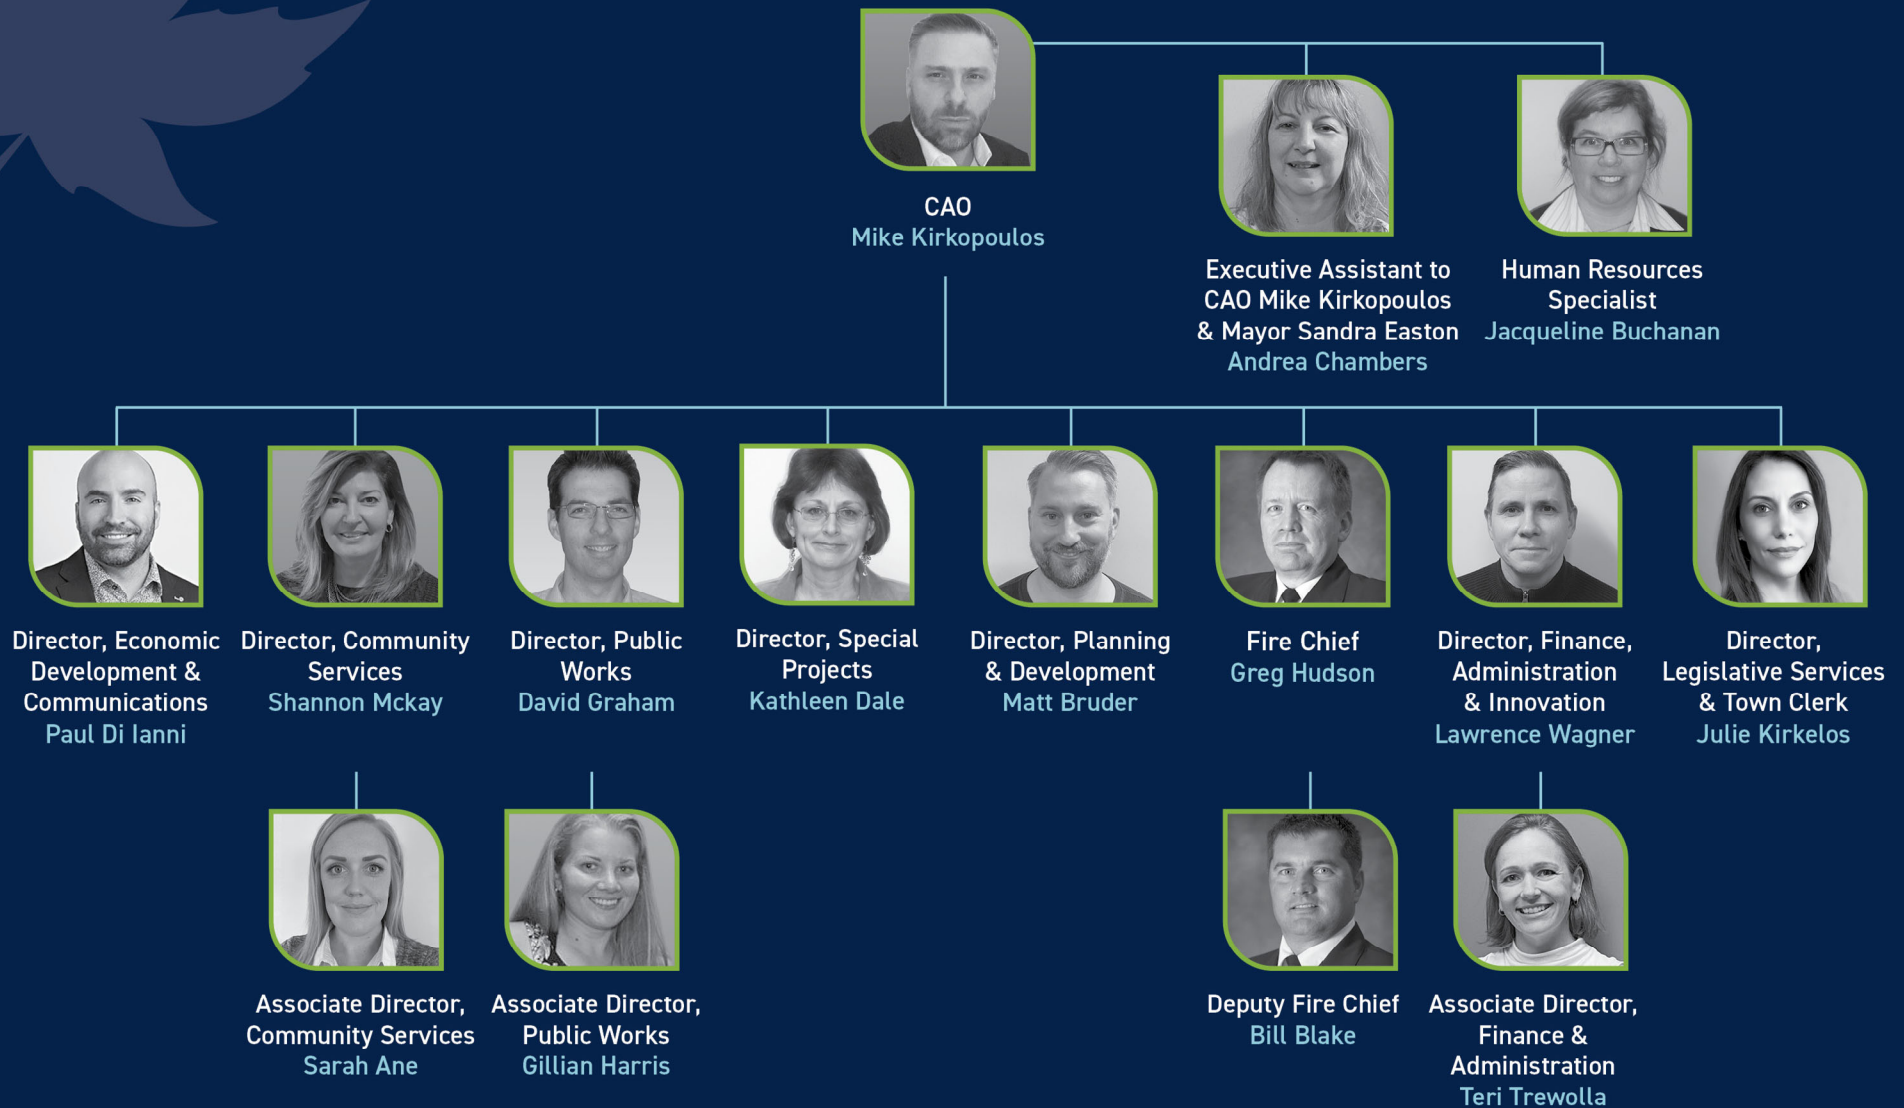 CAO
Mike Kirkopoulos
Executive Assistant to
CAO Mike Kirkopoulos
& Mayor Sandra Easton
Andrea Chambers
Human Resources
Specialist
Jacqueline Buchanan
Director, Economic
Development &
Communications
Paul Di Ianni
Director, Community
Services
Shannon Mckay
Director, Public
Works
David Graham
Director, Special
Projects
Kathleen Dale
Director, Planning
& Development
Matt Bruder
Fire Chief
Greg Hudson
Director, Finance,
Administration
& Innovation
Lawrence Wagner
Director,
Legislative Services
& Town Clerk
Julie Kirkelos
Associate Director,
Community Services
Sarah Ane
Associate Director,
Public Works
Gillian Harris
Deputy Fire Chief
Bill Blake
Associate Director,
Finance &
Administration
Teri Trewolla